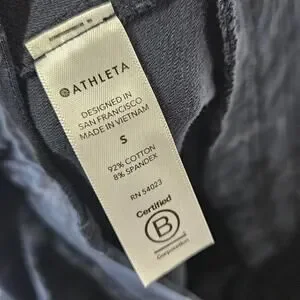 ATHLETA
DESIGNED IN
SAN FRANCISCO
MADE IN VIETNAM
S
92% COTTON
8% SPANDEX
RN 54023
Certified
B
Corporation